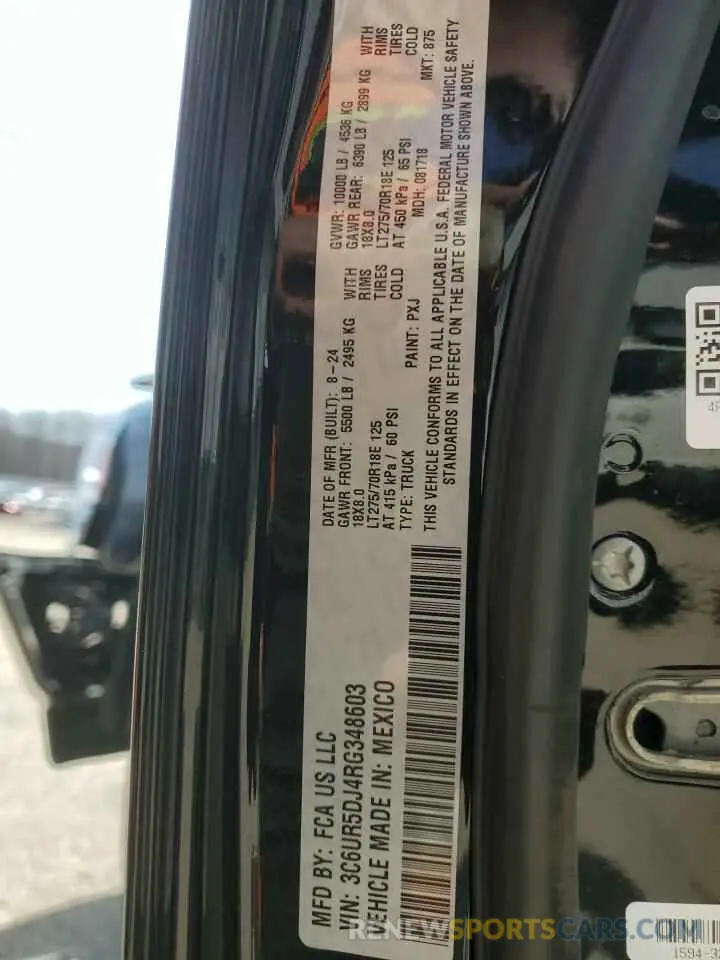 MFD BY: FCA US LLC
VIN: 3C6UR5DJ4RG348603
VEHICLE MADE IN: MEXICO
DATE OF MFR (BUILT): 8-24
GAWR FRONT: 5500 LB / 2495 KG
18X8.0
LT275/70R18E 125
AT 415 kPa / 60 PSI
TYPE: TRUCK
WITH
RIMS
TIRES
COLD
PAINT: PXJ
GVWR: 10000 LB / 4536 KG
GAWR REAR: 6390 LB / 2899 KG
18X8.0
LT275/70R18E 125
AT 450 kPa / 65 PSI
MDH: 081718
WITH
RIMS
TIRES
COLD
MKT: 875
THIS VEHICLE CONFORMS TO ALL APPLICABLE U.S.A. FEDERAL MOTOR VEHICLE SAFETY
STANDARDS IN EFFECT ON THE DATE OF MANUFACTURE SHOWN ABOVE.
RENEWSPORTSCARS.COM